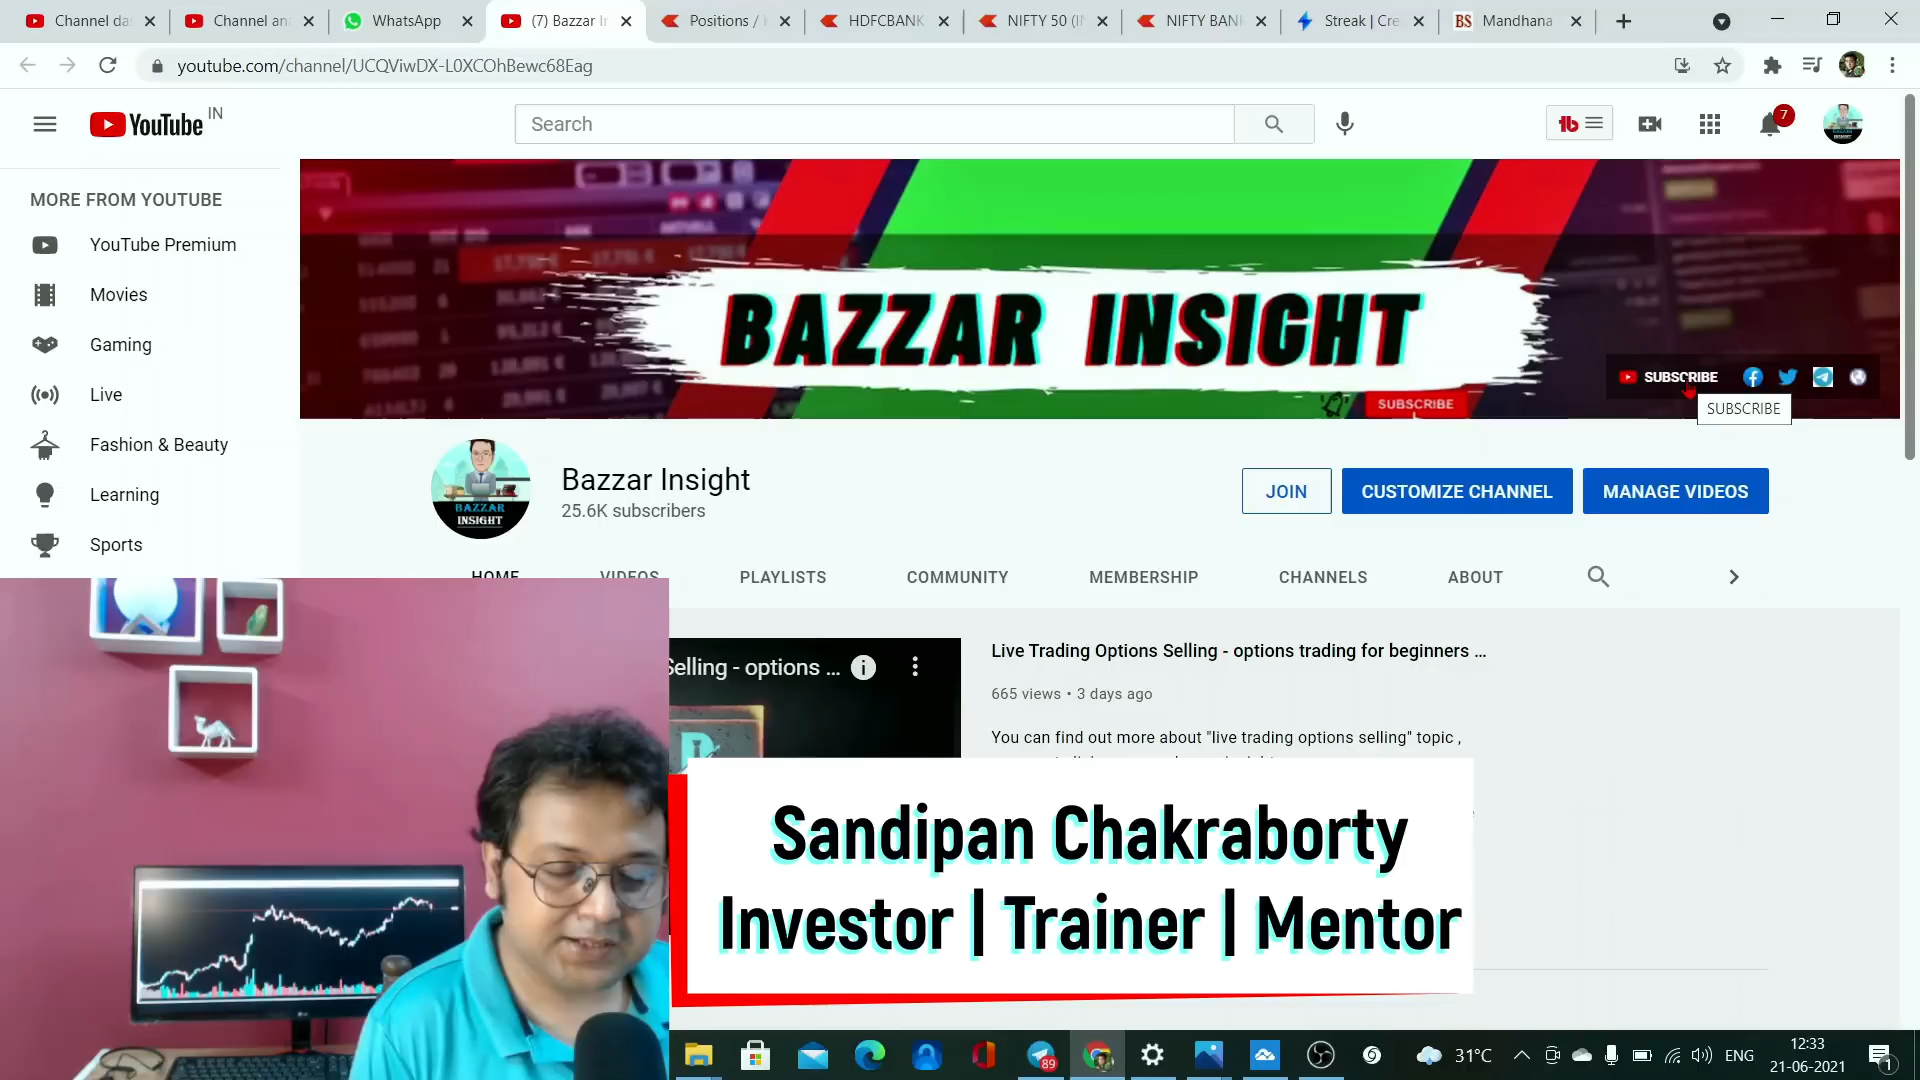 Channel da
Channel an
WhatsApp
(7) Bazzar I
Positions /
HDFCBANK
NIFTY 50 (I
NIFTY BAN
Streak | Cre
BS
Mandhana
youtube.com/channel/UCQViwDX-L0XCOhBewc68Eag
YouTube
IN
Search
7
MORE FROM YOUTUBE
YouTube Premium
Movies
Gaming
Live
Fashion & Beauty
Learning
Sports
BAZZAR INSIGHT
SUBSCRIBE
SUBSCRIBE
SUBSCRIBE
BAZZAR
INSIGHT
Bazzar Insight
25.6K subscribers
JOIN
CUSTOMIZE CHANNEL
MANAGE VIDEOS
HOME
VIDEOS
PLAYLISTS
COMMUNITY
MEMBERSHIP
CHANNELS
ABOUT
Selling - options ...
Live Trading Options Selling - options trading for beginners ...
665 views • 3 days ago
You can find out more about "live trading options selling" topic ,
Sandipan Chakraborty
Investor | Trainer | Mentor
89
31°C
ENG
12:33
21-06-2021
1